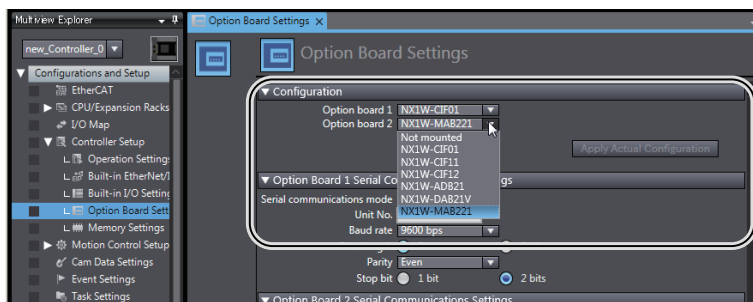 Multiview Explorer
new_Controller_0
Configurations and Setup
EtherCAT
CPU/Expansion Racks
I/O Map
Controller Setup
Operation Settings
Built-in EtherNet/I
Built-in I/O Setting
Option Board Sett
Memory Settings
Motion Control Setup
Cam Data Settings
Event Settings
Task Settings
Option Board Settings
Option Board Settings
Configuration
Option board 1 NX1W-CIF01
Option board 2 NX1W-MAB221
Not mounted
NX1W-CIF01
NX1W-CIF11
NX1W-CIF12
NX1W-ADB21
NX1W-DAB21V
NX1W-MAB221
Apply Actual Configuration
Option Board 1 Serial Co gs
Serial communications mode
Unit No.
Baud rate 9600 bps
Parity Even
Stop bit 1 bit 2 bits
Option Board 2 Serial Communications Settings